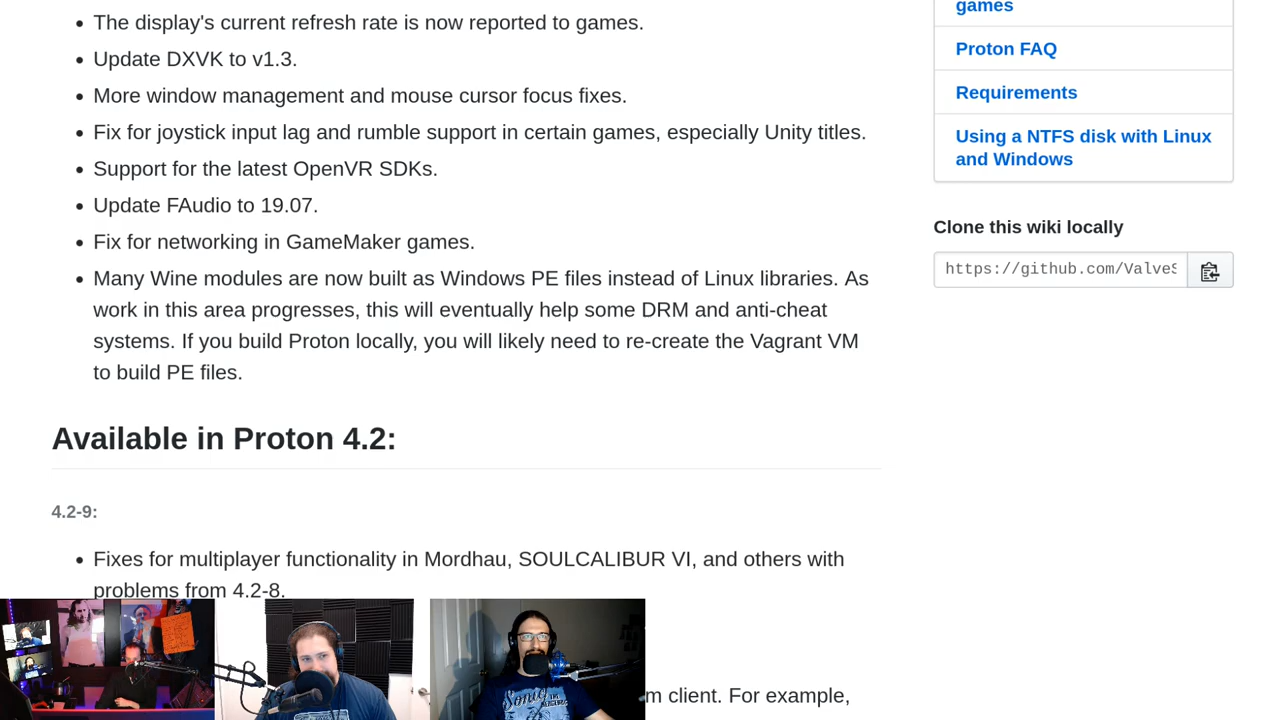 The display's current refresh rate is now reported to games.
Update DXVK to v1.3.
More window management and mouse cursor focus fixes.
Fix for joystick input lag and rumble support in certain games, especially Unity titles.
Support for the latest OpenVR SDKs.
Update FAudio to 19.07.
Fix for networking in GameMaker games.
Many Wine modules are now built as Windows PE files instead of Linux libraries. As
work in this area progresses, this will eventually help some DRM and anti-cheat
systems. If you build Proton locally, you will likely need to re-create the Vagrant VM
to build PE files.
Available in Proton 4.2:
4.2-9:
Fixes for multiplayer functionality in Mordhau, SOULCALIBUR VI, and others with
problems from 4.2-8.
m client. For example,
games
Proton FAQ
Requirements
Using a NTFS disk with Linux
and Windows
Clone this wiki locally
https://github.com/ValveS